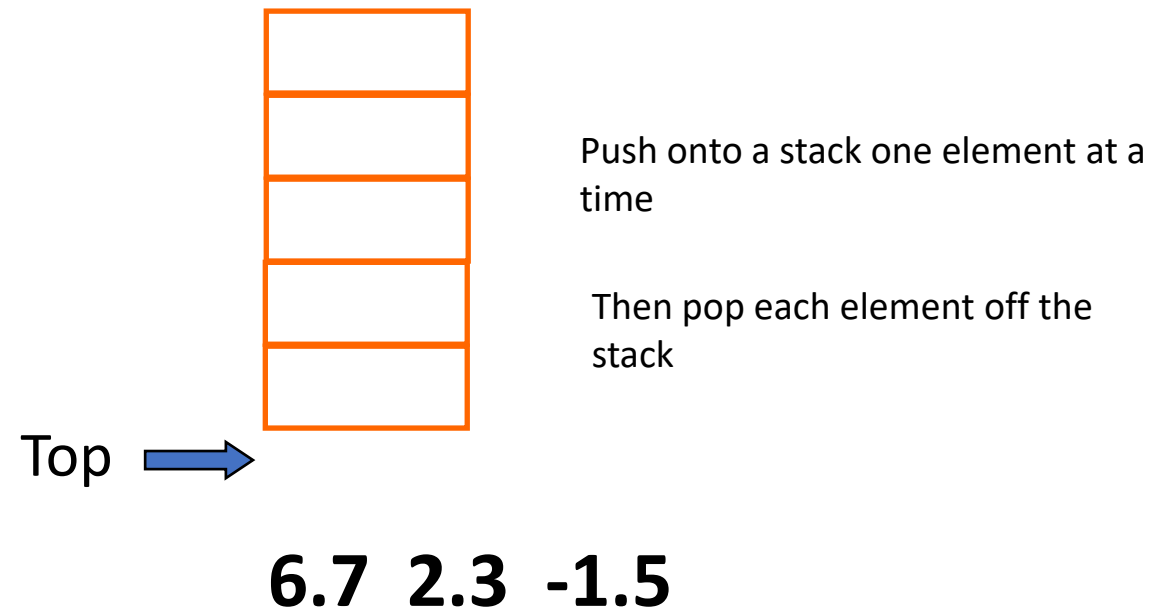 Push onto a stack one element at a
time
Then pop each element off the
stack
Top
6.7 2.3 -1.5